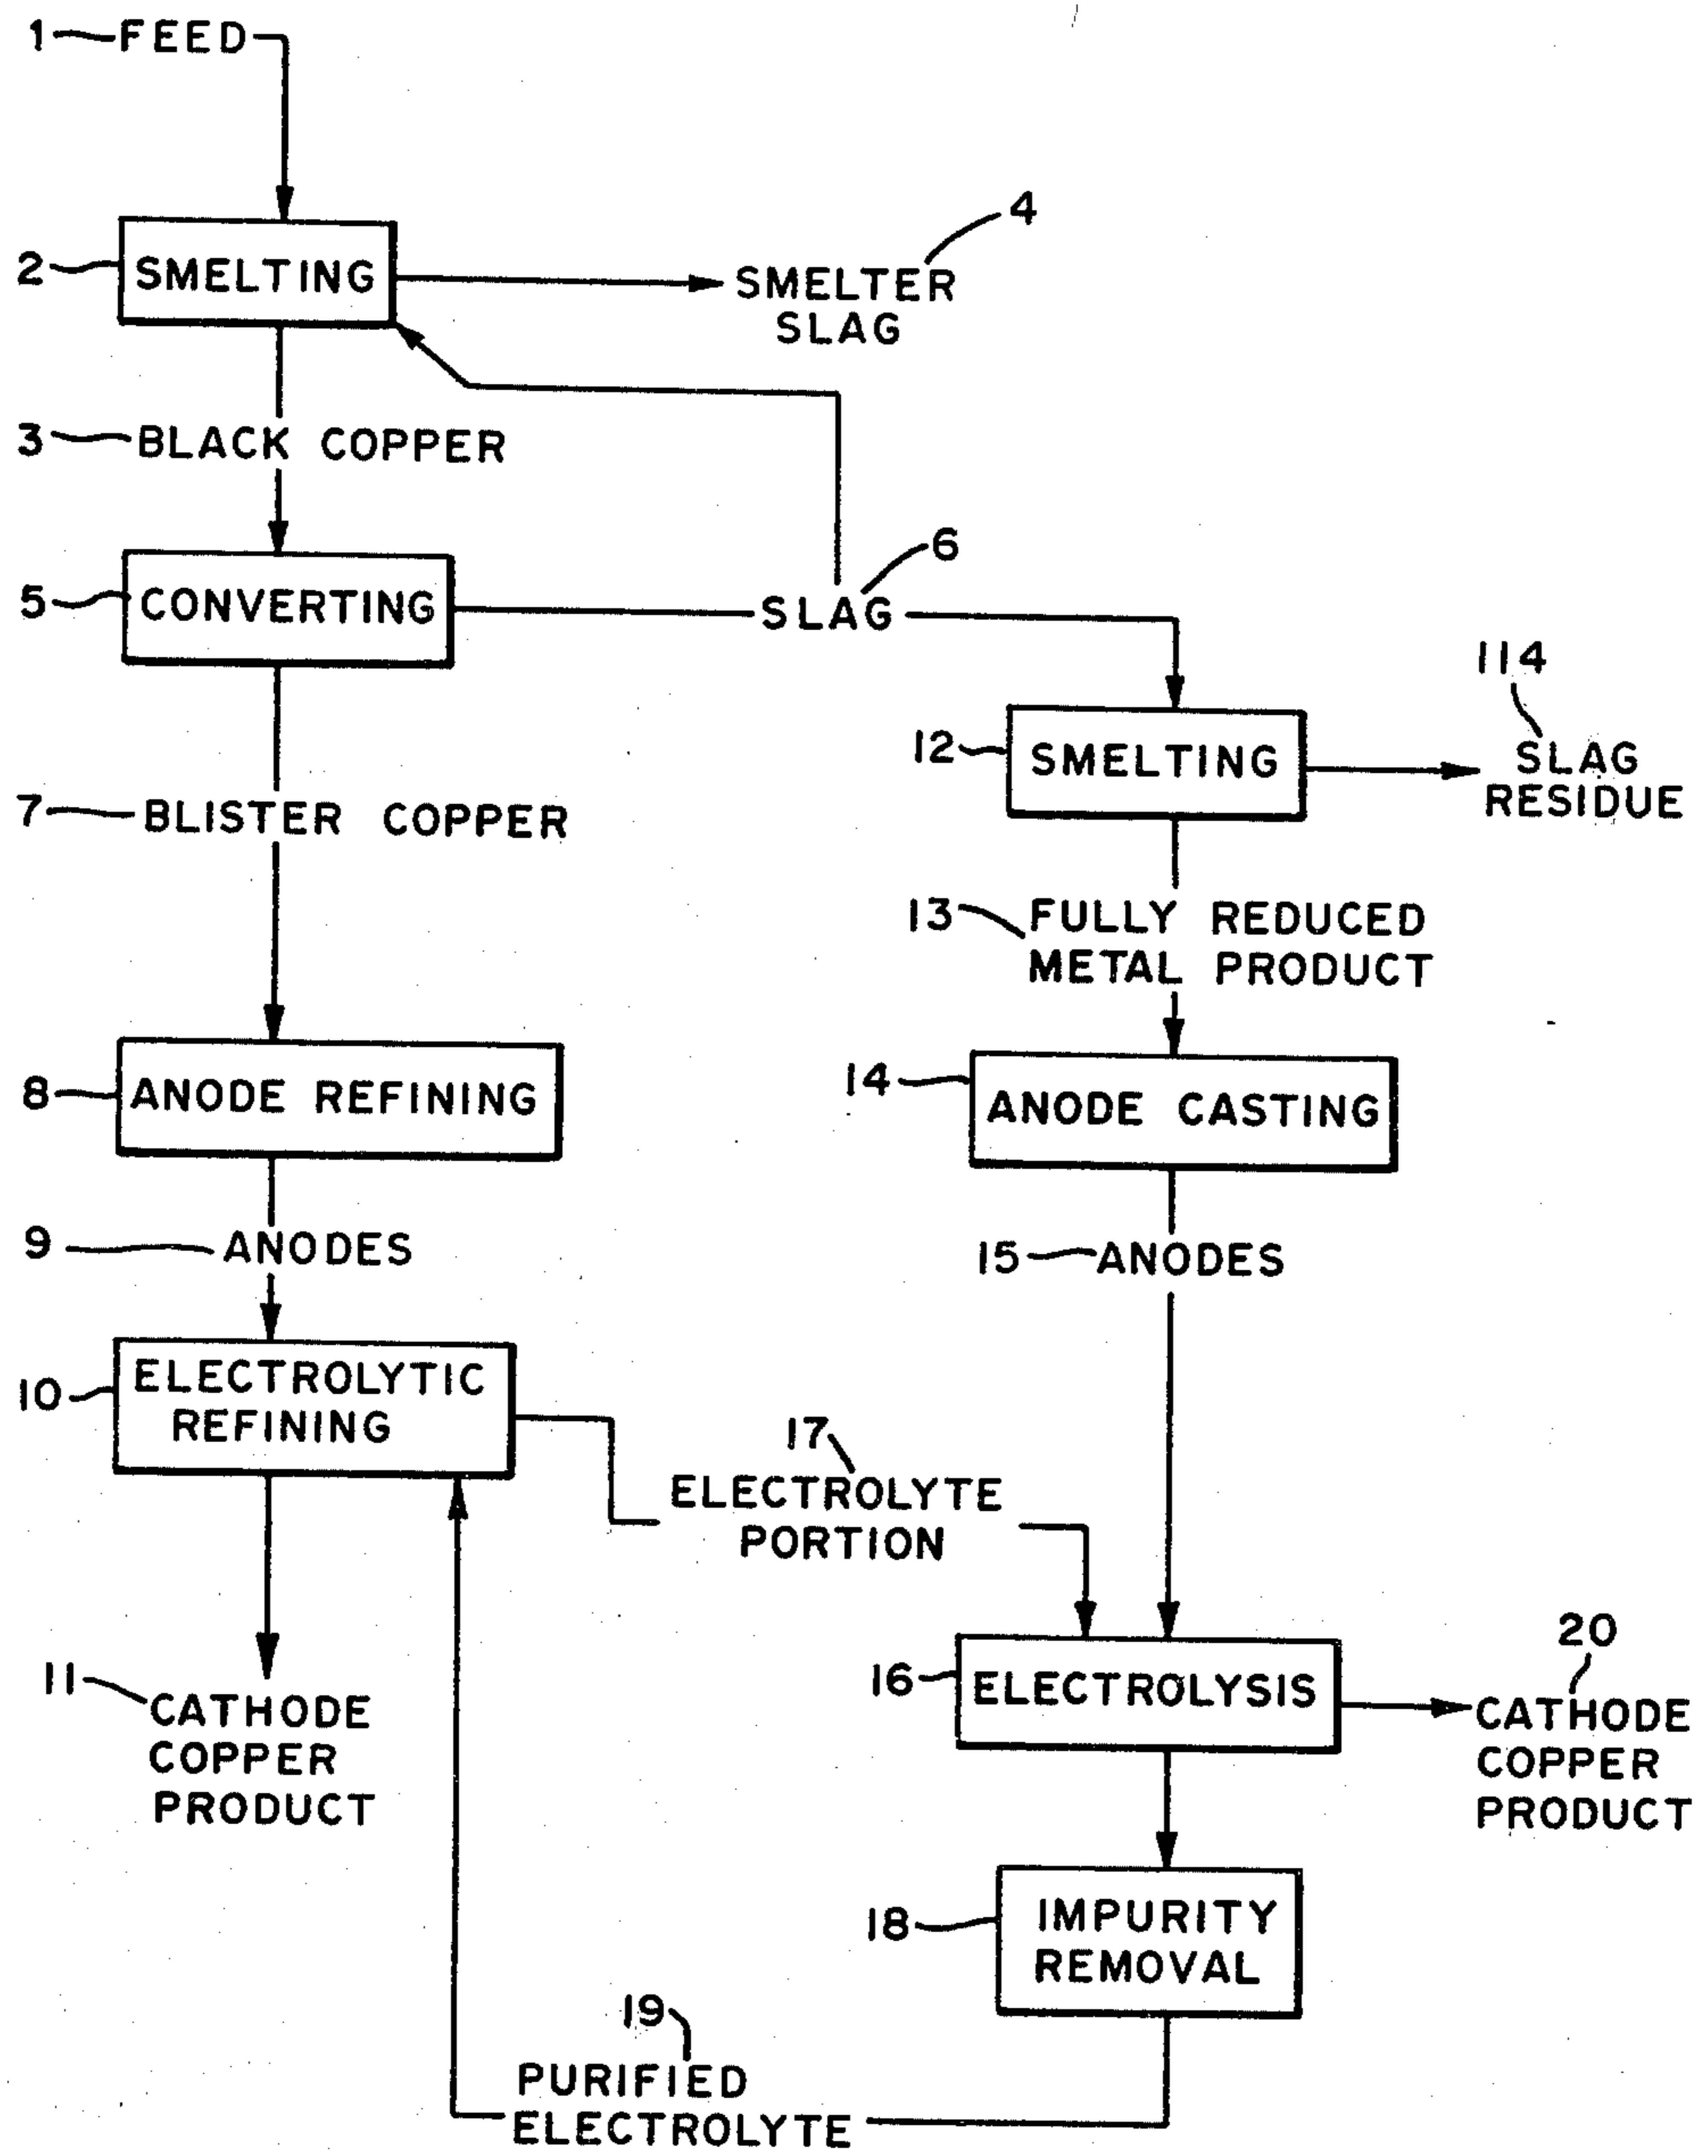 1 FEED
4
2 SMELTING
SMELTER
SLAG
3 BLACK COPPER
6
5 CONVERTING
SLAG
114
12 SMELTING
SLAG
RESIDUE
7 BLISTER COPPER
13 FULLY REDUCED
METAL PRODUCT
8 ANODE REFINING
14 ANODE CASTING
9 ANODES
15 ANODES
10 ELECTROLYTIC
REFINING
17
ELECTROLYTE
PORTION
20
11
CATHODE
COPPER
PRODUCT
16 ELECTROLYSIS
CATHODE
COPPER
PRODUCT
18 IMPURITY
REMOVAL
19
PURIFIED
ELECTROLYTE